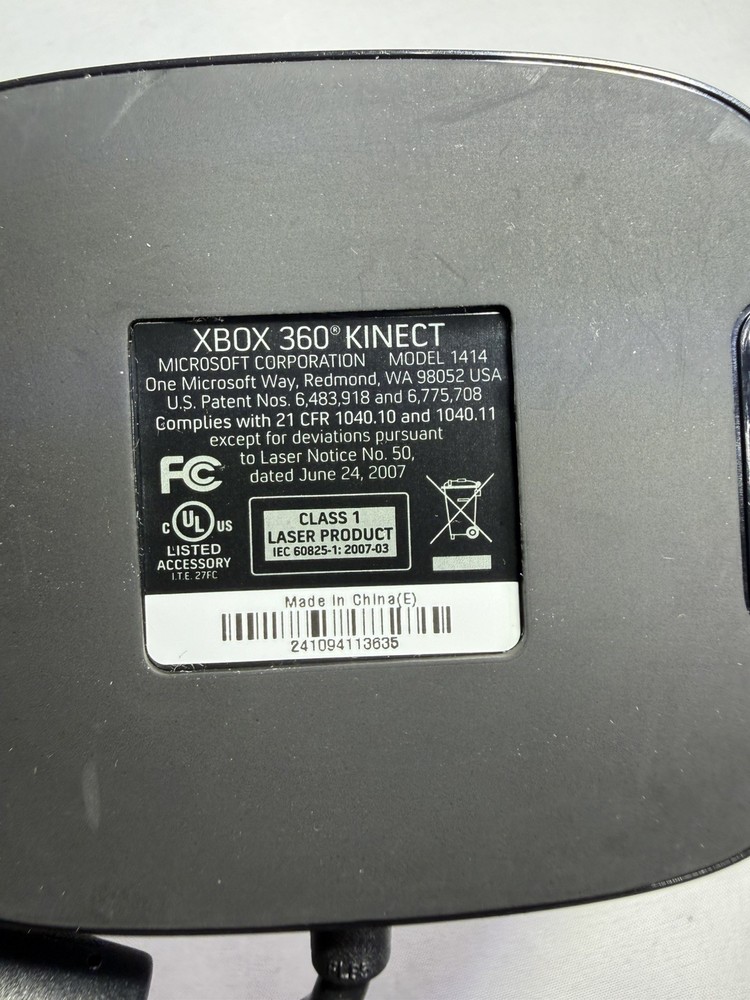 XBOX 360® KINECT
MICROSOFT CORPORATION MODEL 1414
One Microsoft Way, Redmond, WA 98052 USA
U.S. Patent Nos. 6,483,918 and 6,775,708
Complies with 21 CFR 1040.10 and 1040.11
except for deviations pursuant
to Laser Notice No. 50,
dated June 24, 2007
FC
C UL US
LISTED
ACCESSORY
I.T.E. 27FC
CLASS 1
LASER PRODUCT
IEC 60825-1: 2007-03
Made in China(E)
241094113635